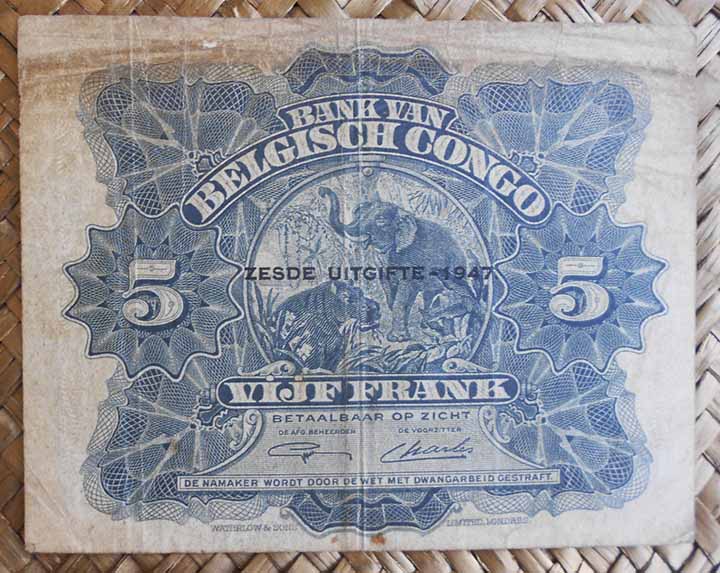 BANK VAN
BELGISCH CONGO
5 5
ZESDE UITGIFTE-1947
VIJF FRANK
BETAALBAAR OP ZICHT
DE AFG. BEHEERDER DE VOORZITTER
DE NAMAKER WORDT DOOR DE WET MET DWANGARBEID GESTRAFT.
WATERLOW & SONS LIMITED, LONDRES.